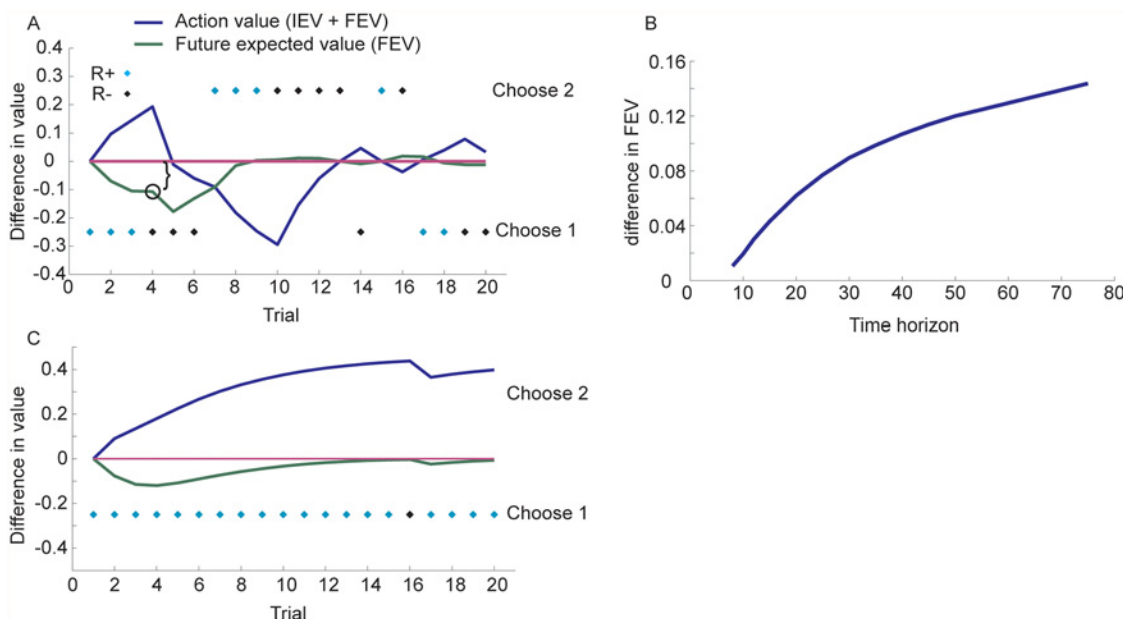 A
Action value (IEV + FEV)
Future expected value (FEV)
0.4
0.3
0.2
0.1
0
-0.1
-0.2
-0.3
-0.4
Difference in value
R+
R-
Choose 2
Choose 1
}
0 2 4 6 8 10 12 14 16 18 20
Trial
B
0.16
0.12
0.08
0.04
0
difference in FEV
0 10 20 30 40 50 60 70 80
Time horizon
C
0.4
0.2
0
-0.2
-0.4
Difference in value
Choose 2
Choose 1
0 2 4 6 8 10 12 14 16 18 20
Trial